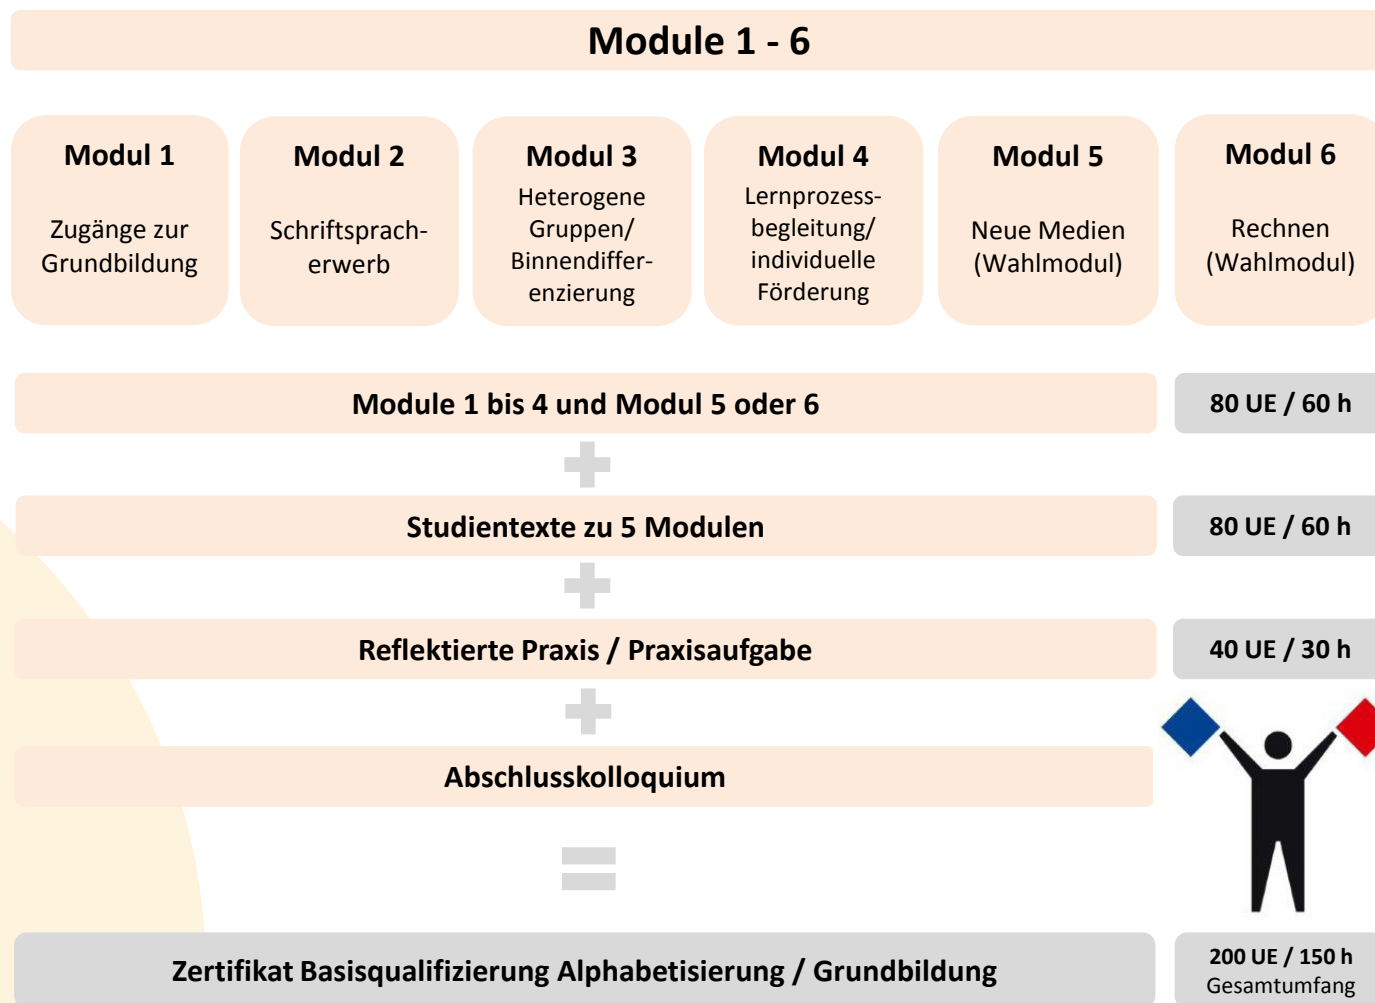 Module 1 - 6
Modul 1
Zugänge zur
Grundbildung
Modul 2
Schriftsprach-
erwerb
Modul 3
Heterogene
Gruppen/
Binnendiffer-
enzierung
Modul 4
Lernprozess-
begleitung/
individuelle
Förderung
Modul 5
Neue Medien
(Wahlmodul)
Modul 6
Rechnen
(Wahlmodul)
Module 1 bis 4 und Modul 5 oder 6
80 UE / 60 h
Studientexte zu 5 Modulen
80 UE / 60 h
Reflektierte Praxis / Praxisaufgabe
40 UE / 30 h
Abschlusskolloquium
Zertifikat Basisqualifizierung Alphabetisierung / Grundbildung
200 UE / 150 h
Gesamtumfang